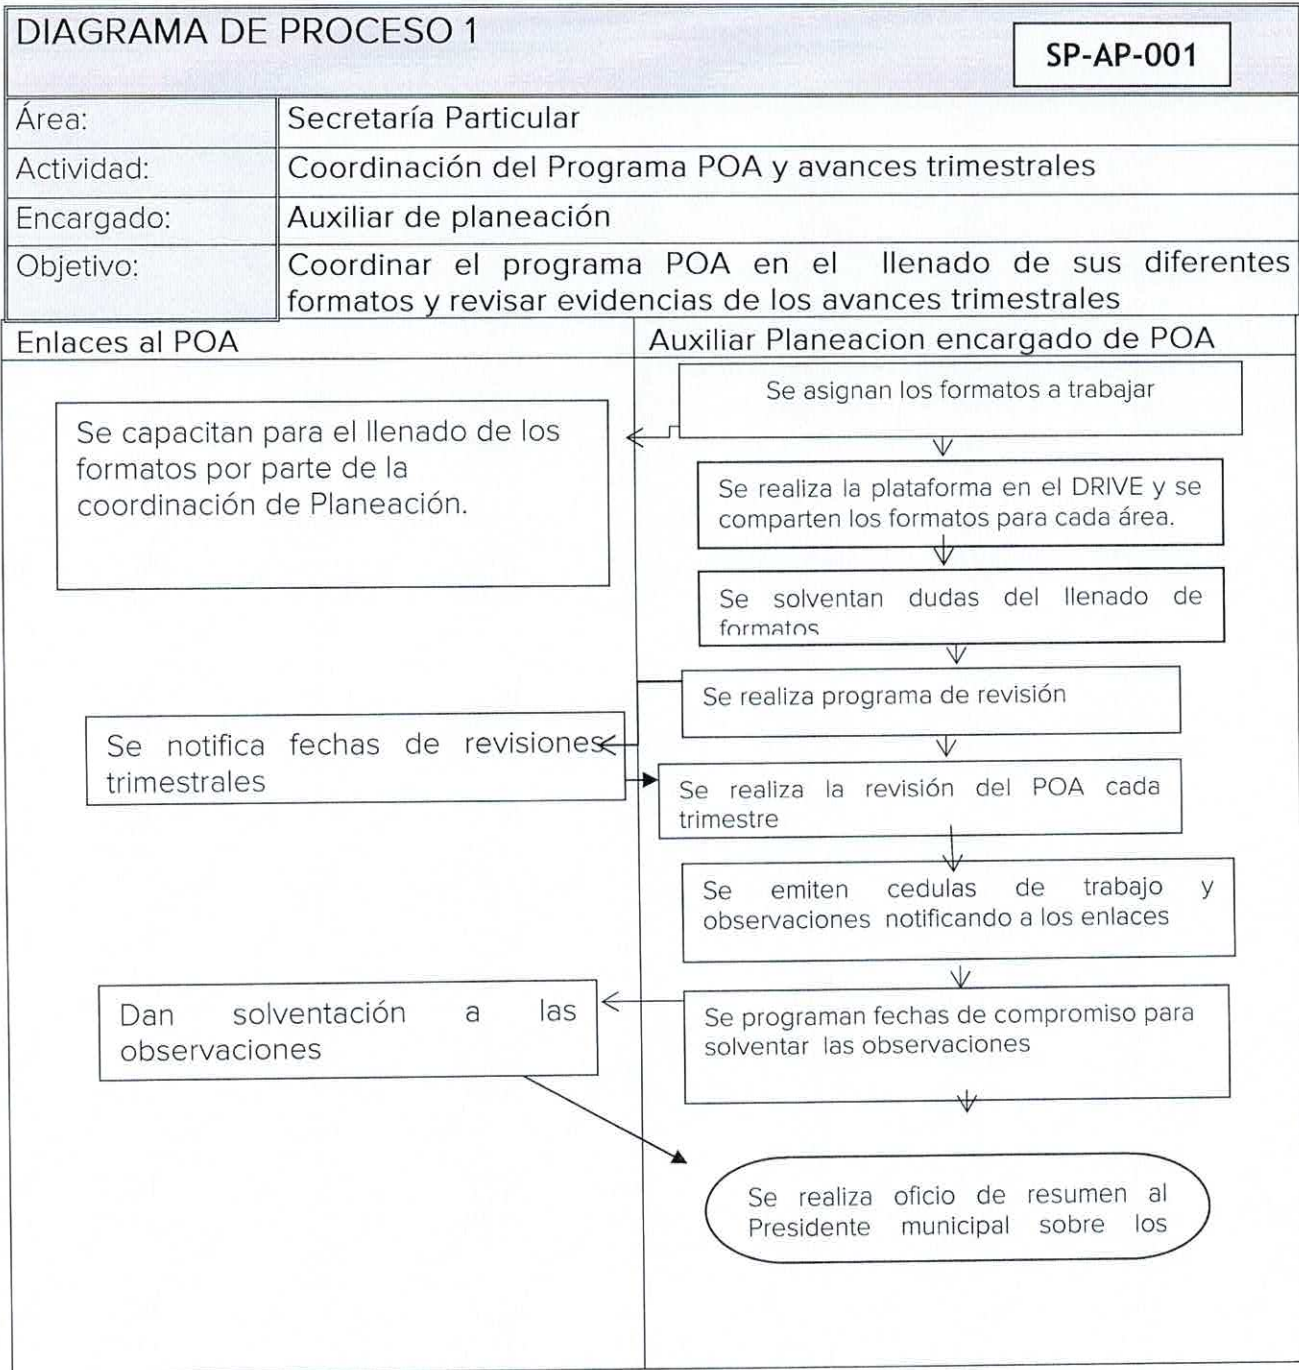 DIAGRAMA DE PROCESO 1
SP-AP-001
Área:
Secretaría Particular
Actividad:
Coordinación del Programa POA y avances trimestrales
Encargado:
Auxiliar de planeación
Objetivo:
Coordinar el programa POA en el llenado de sus diferentes
formatos y revisar evidencias de los avances trimestrales
Enlaces al POA
Auxiliar Planeacion encargado de POA
Se asignan los formatos a trabajar
Se capacitan para el llenado de los
formatos por parte de la
coordinación de Planeación.
Se realiza la plataforma en el DRIVE y se
comparten los formatos para cada área.
Se solventan dudas del llenado de
formatos
Se realiza programa de revisión
Se notifica fechas de revisiones
trimestrales
Se realiza la revisión del POA cada
trimestre
Se emiten cedulas de trabajo y
observaciones notificando a los enlaces
Se programan fechas de compromiso para
solventar las observaciones
Dan solventación a las
observaciones
Se realiza oficio de resumen al
Presidente municipal sobre los